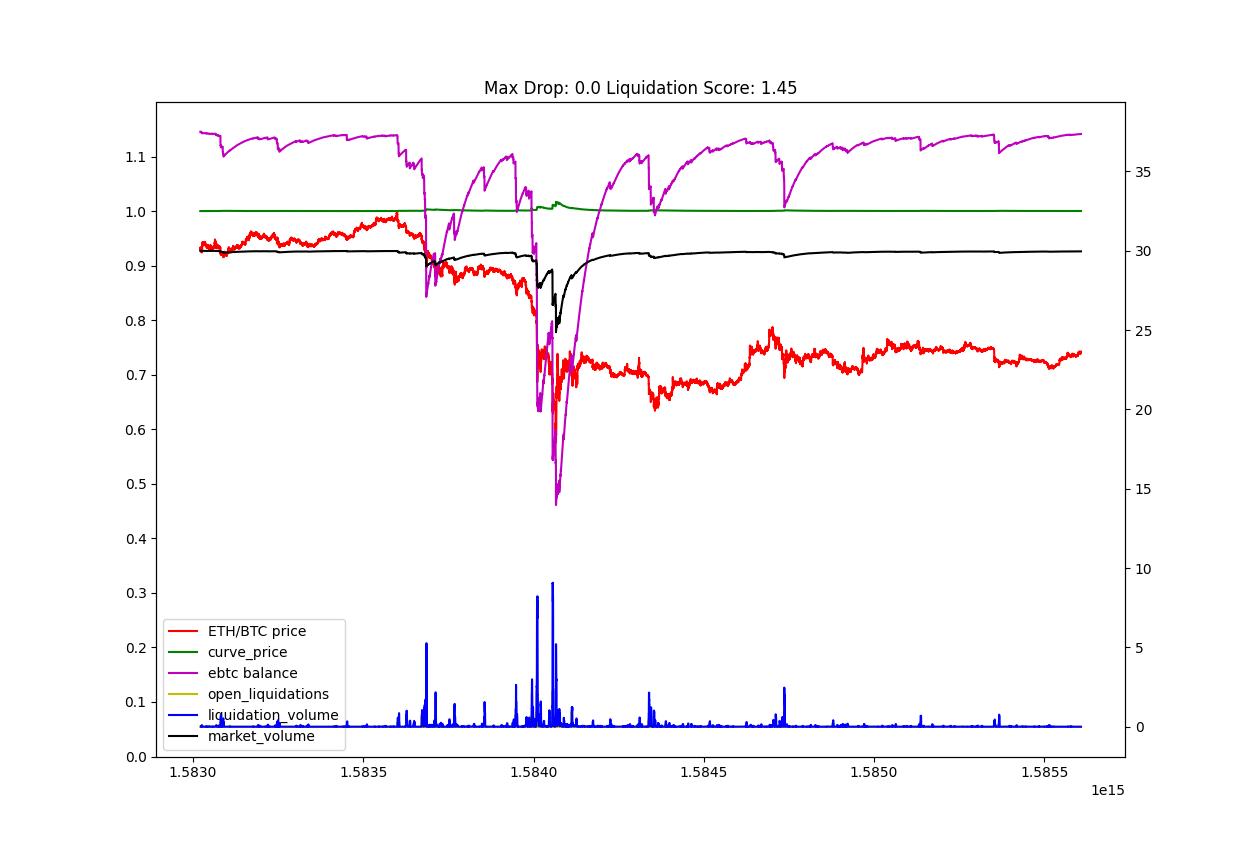 Max Drop: 0.0 Liquidation Score: 1.45
1.1
1.0
0.9
0.8
0.7
0.6
0.5
0.4
0.3
0.2
0.1
0.0
35
30
25
20
15
10
5
0
ETH/BTC price
curve_price
ebtc balance
open_liquidations
liquidation_volume
market_volume
1.5830 1.5835 1.5840 1.5845 1.5850 1.5855
1e15